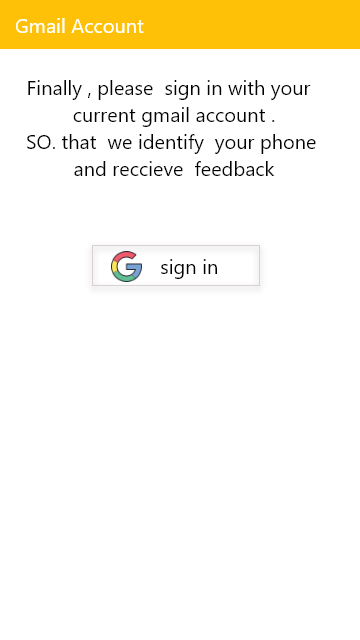 Gmail Account
Finally , please  sign in with your
current gmail account .
SO. that  we identify  your phone
and reccieve  feedback
sign in